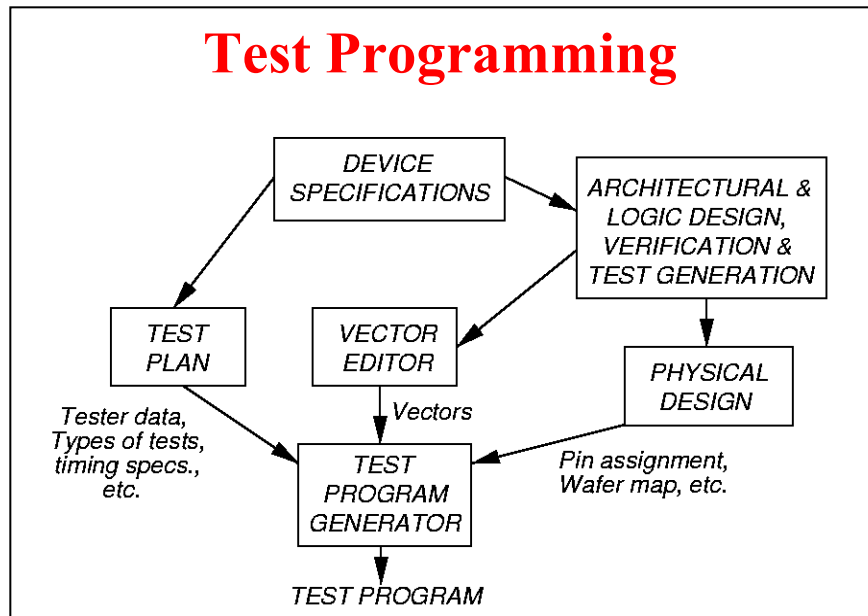 Test Programming
DEVICE
SPECIFICATIONS
ARCHITECTURAL &
LOGIC DESIGN,
VERIFICATION &
TEST GENERATION
TEST
PLAN
VECTOR
EDITOR
PHYSICAL
DESIGN
Tester data,
Types of tests,
timing specs.,
etc.
Vectors
TEST
PROGRAM
GENERATOR
Pin assignment,
Wafer map, etc.
TEST PROGRAM